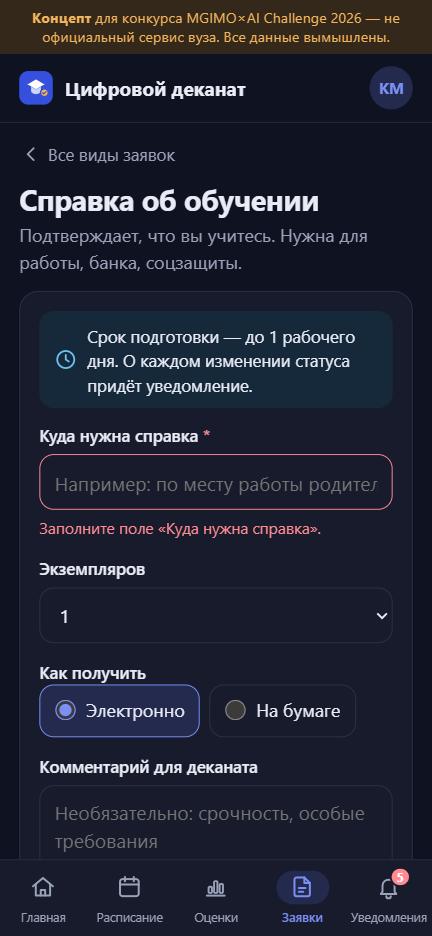 Концепт для конкурса MGIMO×AI Challenge 2026 — не
официальный сервис вуза. Все данные вымышлены.
Цифровой деканат
КМ
Все виды заявок
Справка об обучении
Подтверждает, что вы учитесь. Нужна для
работы, банка, соцзащиты.
Срок подготовки — до 1 рабочего
дня. О каждом изменении статуса
придёт уведомление.
Куда нужна справка *
Например: по месту работы родител
Заполните поле «Куда нужна справка».
Экземпляров
1
Как получить
Электронно
На бумаге
Комментарий для деканата
Необязательно: срочность, особые
требования
5
Главная
Расписание
Оценки
Заявки
Уведомления